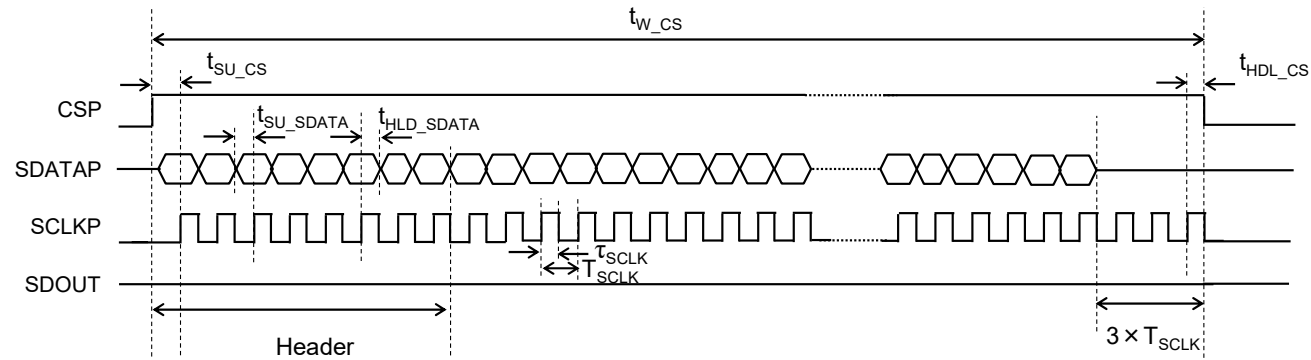 t_W_CS
t_SU_CS
t_HDL_CS
CSP
t_SU_SDATA
t_HLD_SDATA
SDATAP
SCLKP
τ_SCLK
T_SCLK
SDOUT
Header
3 × T_SCLK